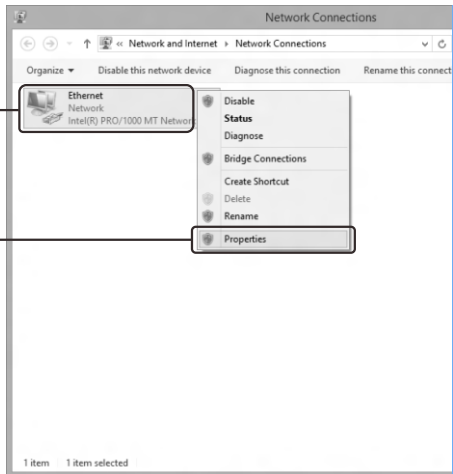 Network Connections
« Network and Internet ▸ Network Connections
Organize ▾ Disable this network device Diagnose this connection Rename this connect
Ethernet
Network
Intel(R) PRO/1000 MT Network
Disable
Status
Diagnose
Bridge Connections
Create Shortcut
Delete
Rename
Properties
1 item 1 item selected